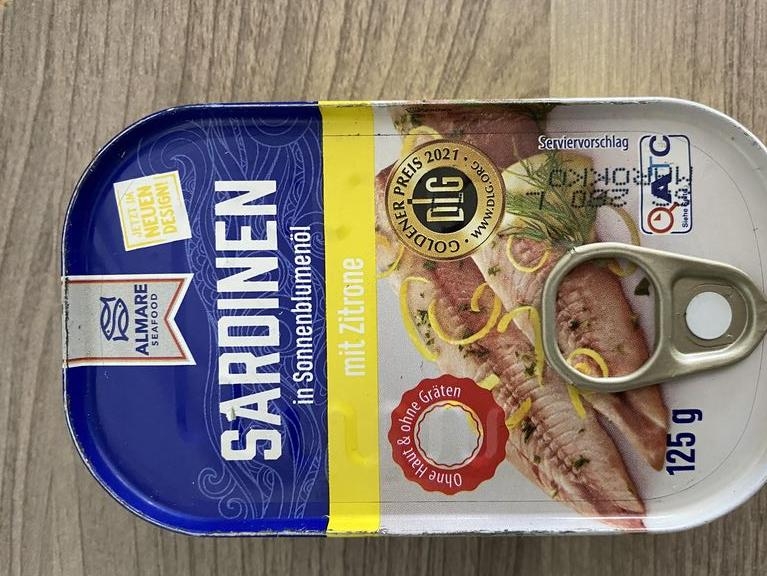 JETZT IM
NEUEN
DESIGN!
ALMARE
SEAFOOD
SARDINEN
in Sonnenblumenöl
mit Zitrone
GOLDENER PREIS 2021 • WWW.DLG.ORG •
DLG
Ohne Haut & ohne Gräten
Serviervorschlag
ATC
125 g